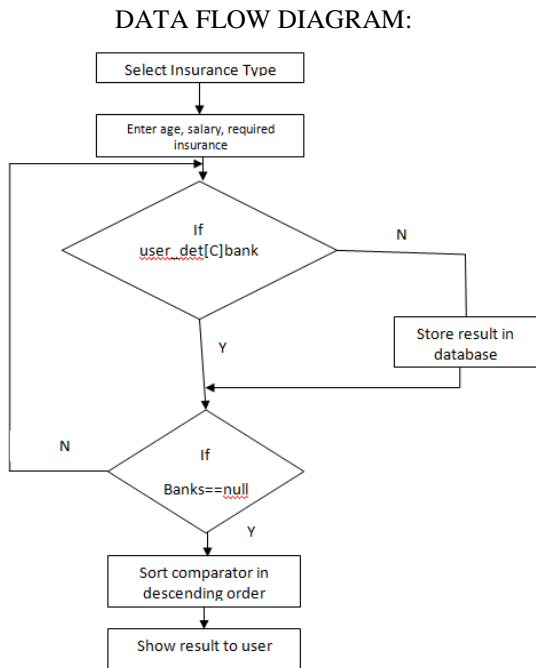 DATA FLOW DIAGRAM:
Select Insurance Type
Enter age, salary, required
insurance
If
user_det[C]bank
N
Store result in
database
Y
If
Banks==null
N
Y
Sort comparator in
descending order
Show result to user